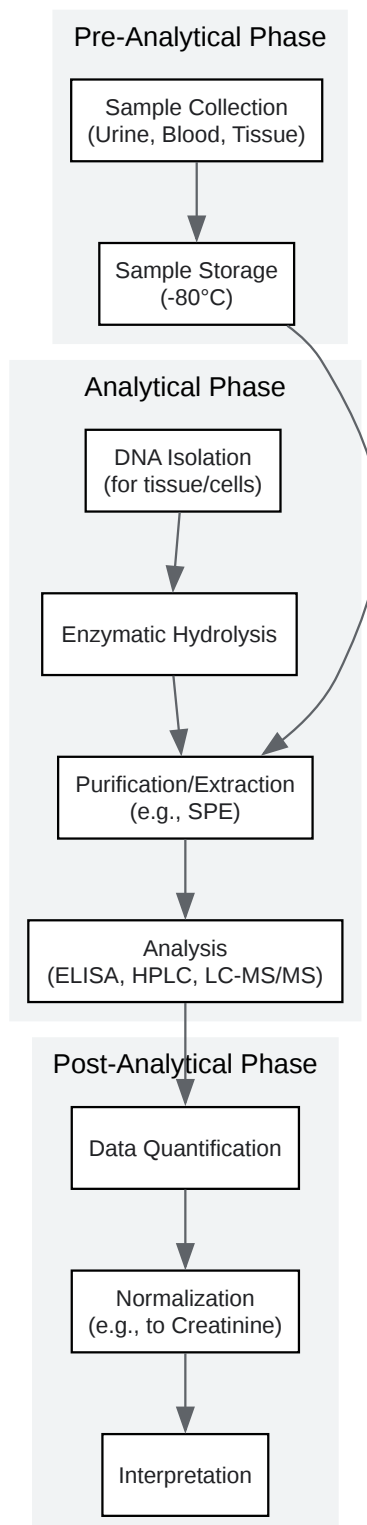 Pre-Analytical Phase
Sample Collection
(Urine, Blood, Tissue)
Sample Storage
(-80°C)
Analytical Phase
DNA Isolation
(for tissue/cells)
Enzymatic Hydrolysis
Purification/Extraction
(e.g., SPE)
Analysis
(ELISA, HPLC, LC-MS/MS)
Post-Analytical Phase
Data Quantification
Normalization
(e.g., to Creatinine)
Interpretation